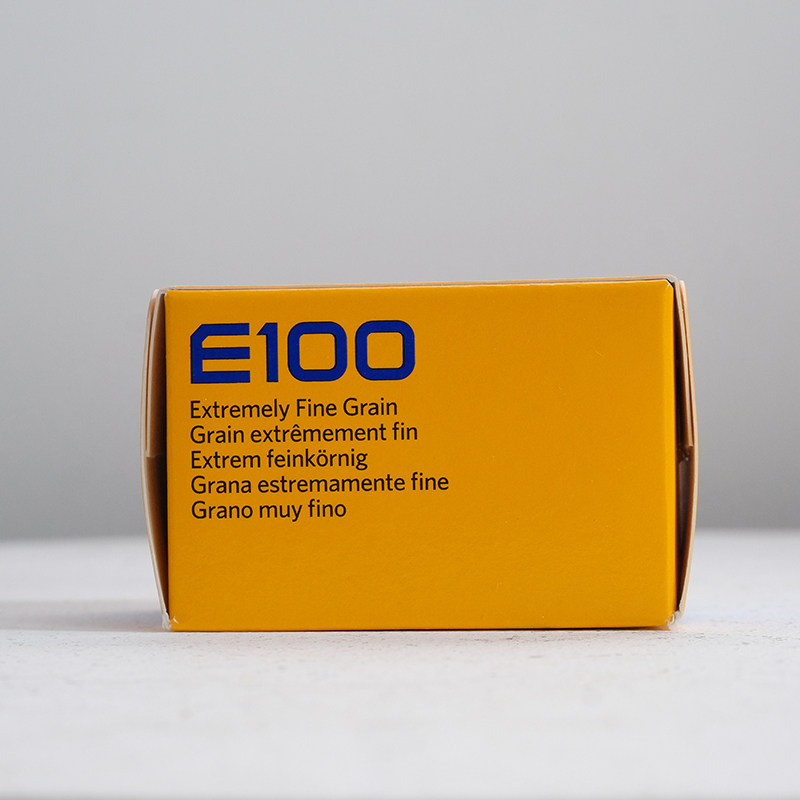 E100
Extremely Fine Grain
Grain extrêmement fin
Extrem feinkörnig
Grana estremamente fine
Grano muy fino